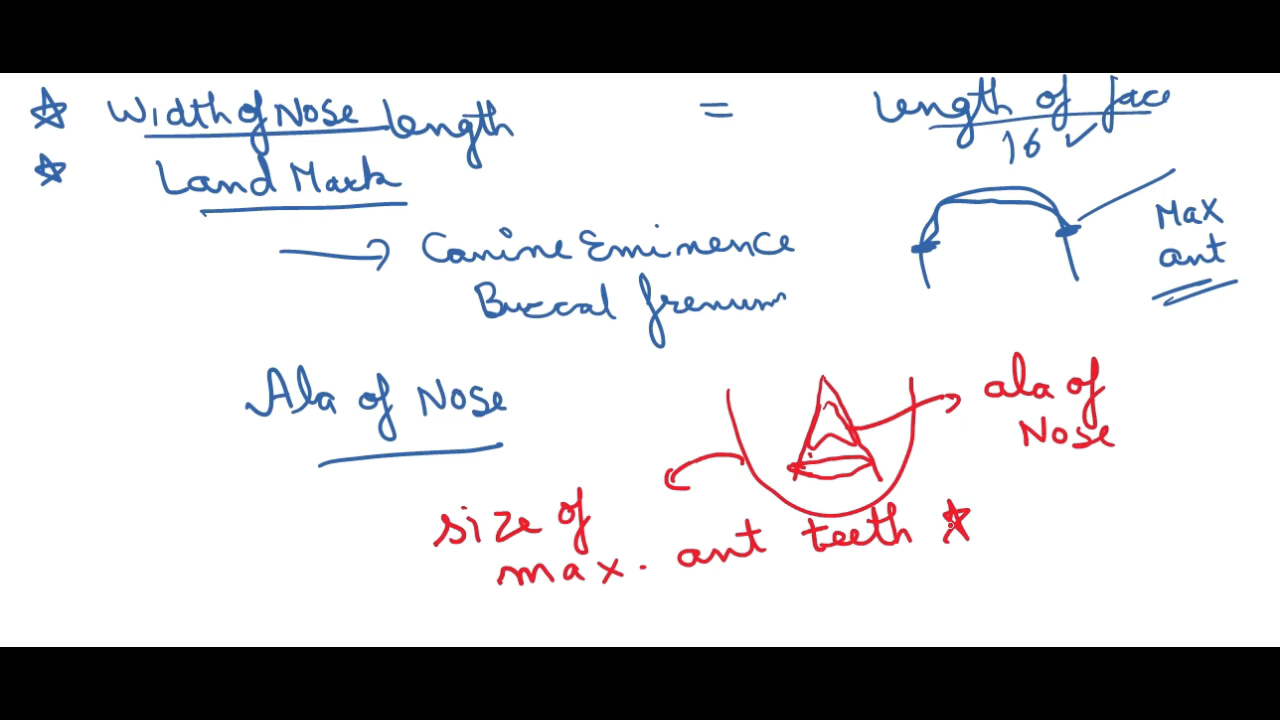 ☆ Width of Nose length = Length of face
16 ✓
☆ Land Mark
Max
ant
→ Canine Eminence
Buccal frenum
Ala of Nose
ala of
Nose
size of
max. ant teeth ☆